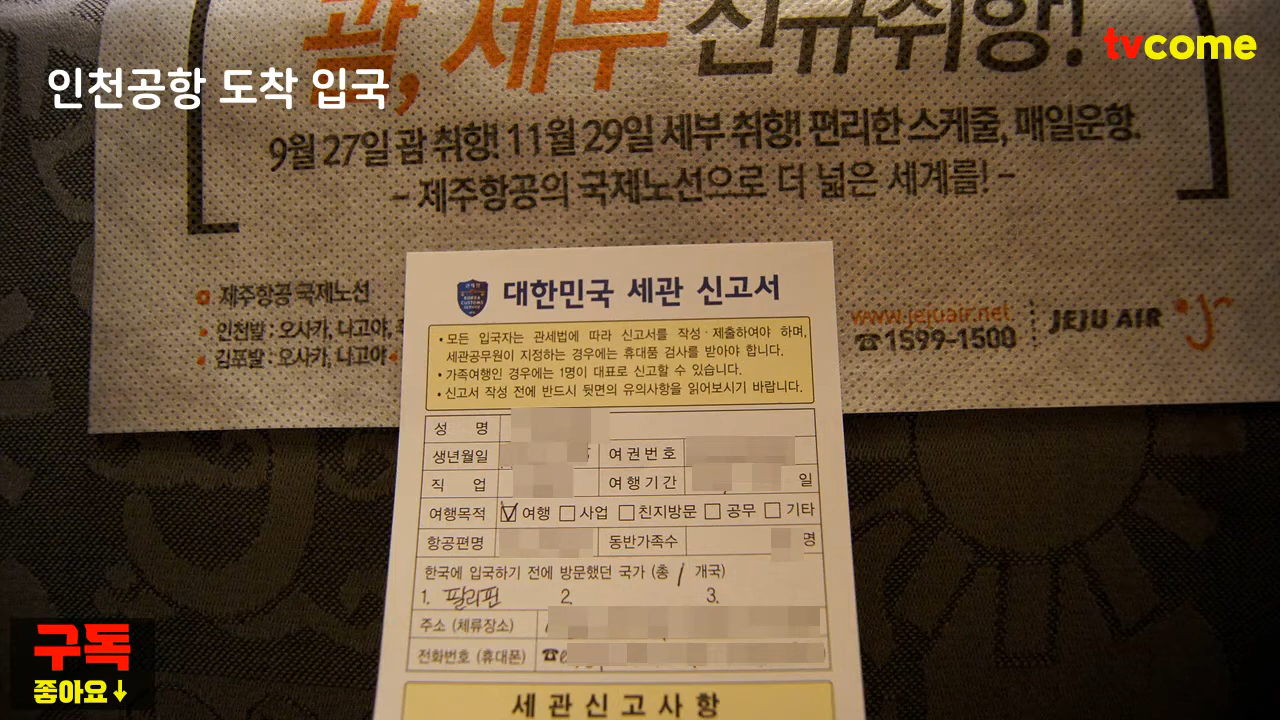 괌, 세부 신규취항!
tvcome
인천공항 도착 입국
9월 27일 괌 취항! 11월 29일 세부 취항! 편리한 스케줄, 매일운항.
- 제주항공의 국제노선으로 더 넓은 세계를! -
제주항공 국제노선
• 인천발 : 오사카, 나고야,
• 김포발 : 오사카, 나고야
www.jejuair.net
☎1599-1500
JEJU AIR
대한민국 세관 신고서
• 모든 입국자는 관세법에 따라 신고서를 작성·제출하여야 하며,
세관공무원이 지정하는 경우에는 휴대품 검사를 받아야 합니다.
• 가족여행인 경우에는 1명이 대표로 신고할 수 있습니다.
• 신고서 작성 전에 반드시 뒷면의 유의사항을 읽어보시기 바랍니다.
성 명
생년월일 여권번호
직 업 여행기간 일
여행목적 ☑ 여행 □ 사업 □ 친지방문 □ 공무 □ 기타
항공편명 동반가족수 명
한국에 입국하기 전에 방문했던 국가 (총 1 개국)
1. 필리핀 2. 3.
주소 (체류장소)
전화번호 (휴대폰) ☎
세관신고사항
구독
좋아요↓